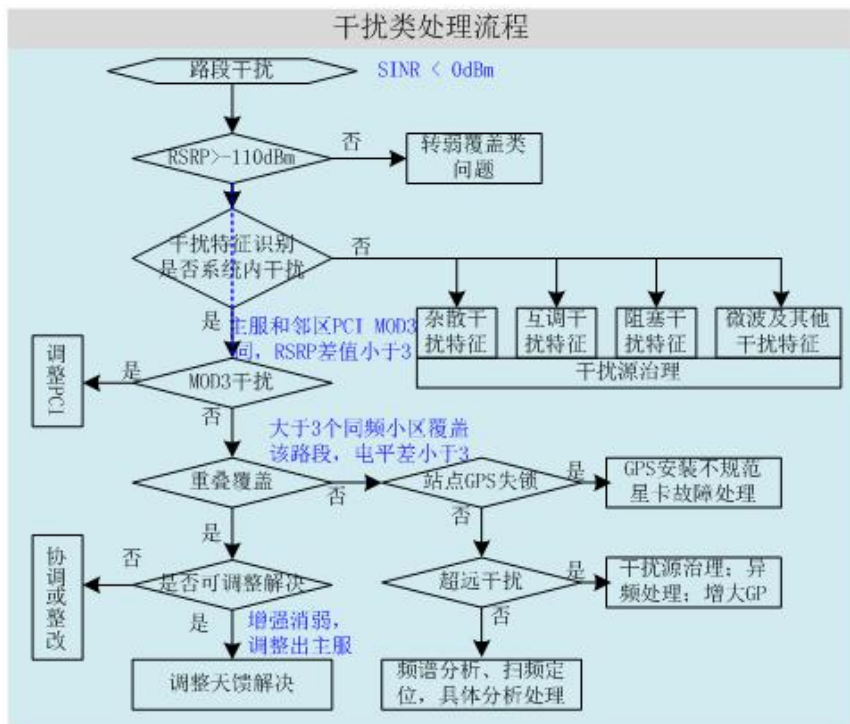 干扰类处理流程
路段干扰
SINR < 0dBm
RSRP>-110dBm
否
转弱覆盖类
问题
干扰特征识别
是否系统内干扰
否
是
杂散干
扰特征
互调干
扰特征
阻塞干
扰特征
微波及其他
干扰特征
干扰源治理
主服和邻区PCI MOD3
同，RSRP差值小于3
调
整
PCI
是
MOD3干扰
否
大于3个同频小区覆盖
该路段，电平差小于3
重叠覆盖
否
站点GPS失锁
是
GPS安装不规范
星卡故障处理
是
否
协
调
或
整
改
否
是否可调整解决
超远干扰
是
干扰源治理；异
频处理；增大GP
是
增强消弱，
调整出主服
否
调整天馈解决
频谱分析、扫频定
位，具体分析处理